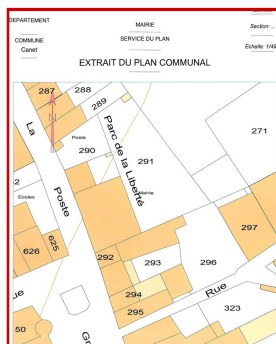 DEPARTEMENT
MAIRIE
Section: ..
COMMUNE
SERVICE DU PLAN
Canet
Echelle: 1/49
EXTRAIT DU PLAN COMMUNAL
287
288
289
La
Poste
290
Parc de la Liberté
291
271
Poste
Mairie
Ecoles
626
625
292
293
296
297
294
295
Rue
323
50